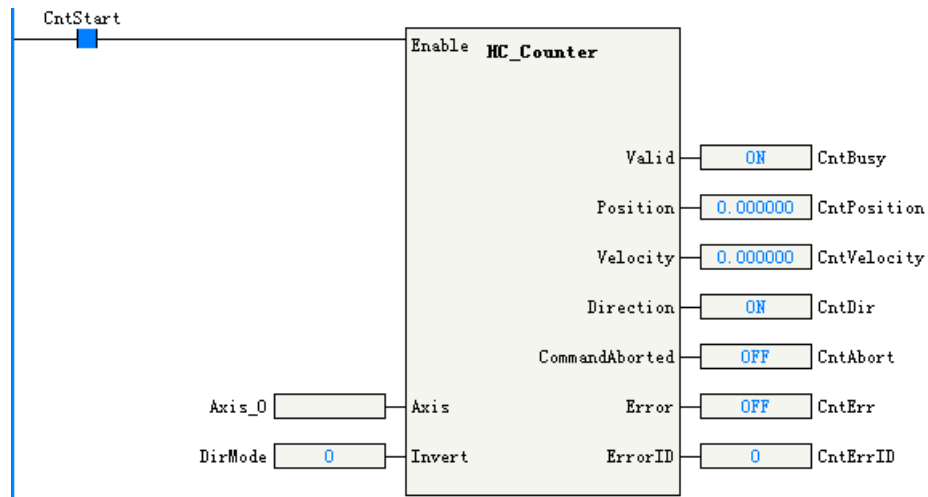 CntStart
Enable HC_Counter
Valid ON CntBusy
Position 0.000000 CntPosition
Velocity 0.000000 CntVelocity
Direction ON CntDir
CommandAborted OFF CntAbort
Axis_0 Axis Error OFF CntErr
DirMode 0 Invert ErrorID 0 CntErrID